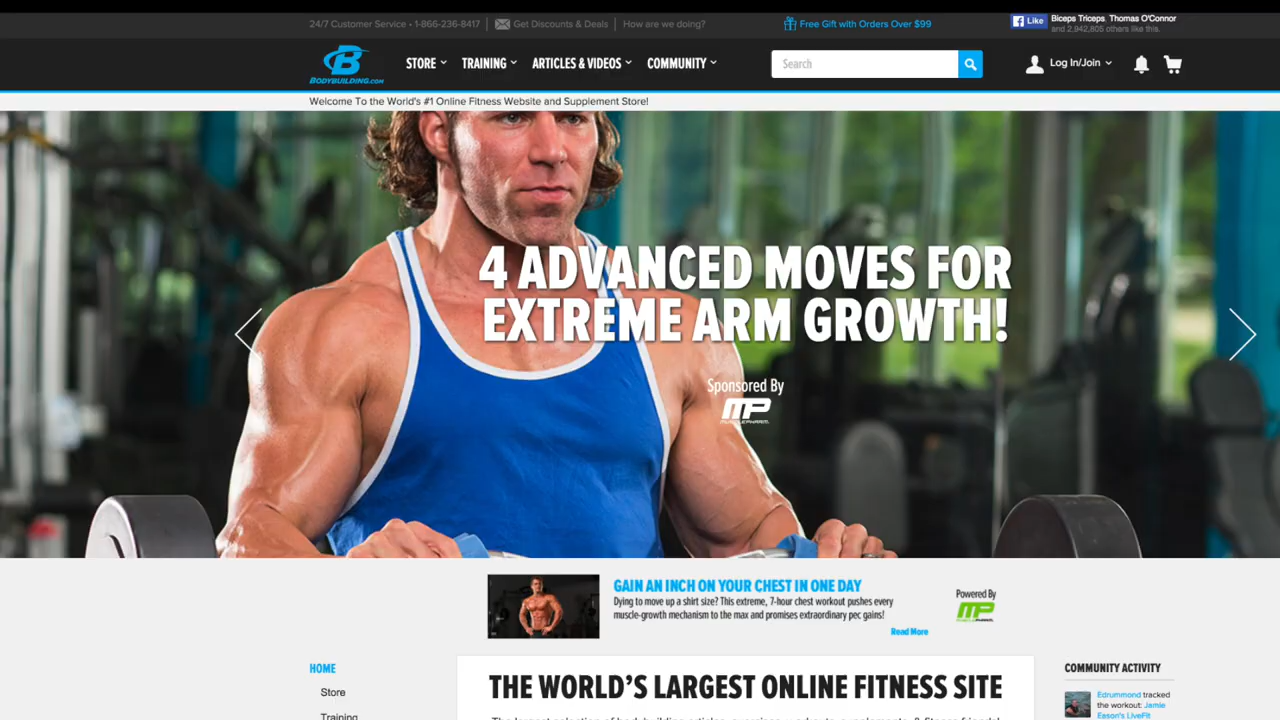 24/7 Customer Service • 1-866-236-8417
Get Discounts & Deals
How are we doing?
Free Gift with Orders Over $99
Like
Biceps Triceps, Thomas O'Connor
and 2,942,805 others like this.
B
BODYBUILDING.COM
STORE
TRAINING
ARTICLES & VIDEOS
COMMUNITY
Search
Log In/Join
Welcome To the World's #1 Online Fitness Website and Supplement Store!
4 ADVANCED MOVES FOR
EXTREME ARM GROWTH!
Sponsored By
MP
MUSCLEPHARM
GAIN AN INCH ON YOUR CHEST IN ONE DAY
Dying to move up a shirt size? This extreme, 7-hour chest workout pushes every
muscle-growth mechanism to the max and promises extraordinary pec gains!
Read More
Powered By
MP
MUSCLEPHARM
HOME
Store
Training
THE WORLD'S LARGEST ONLINE FITNESS SITE
COMMUNITY ACTIVITY
Edrummond tracked
the workout: Jamie
Eason's LiveFit